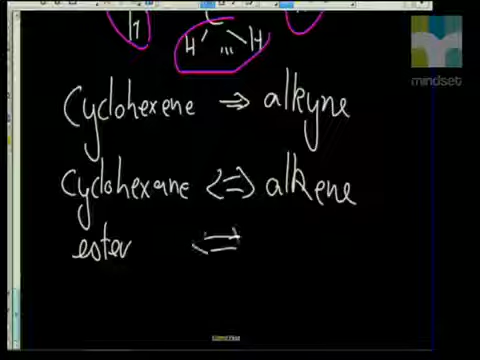 H
C
H
H
mindset
Cyclohexene ⇒ alkyne
Cyclohexane ⇔ alkene
ester ⇔